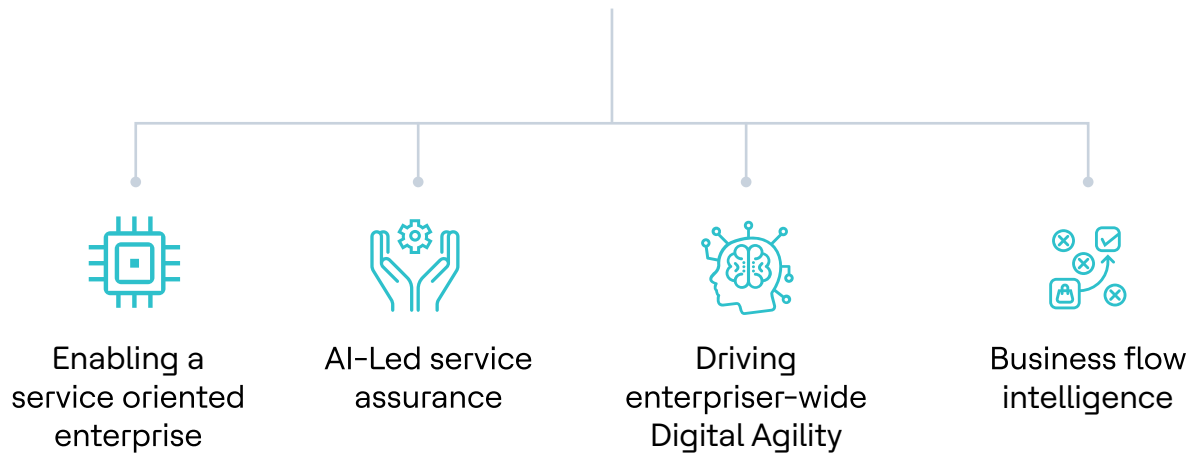 Enabling a
service oriented
enterprise
AI-Led service
assurance
Driving
enterpriser-wide
Digital Agility
Business flow
intelligence